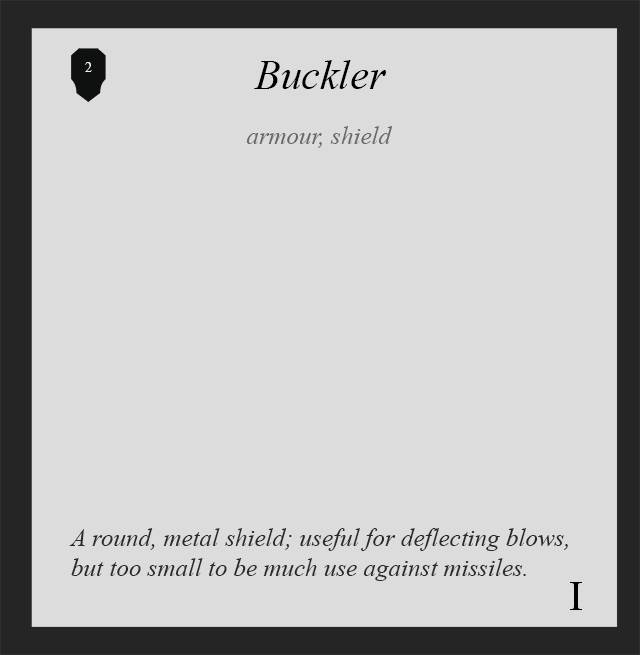 2
Buckler
armour, shield
A round, metal shield; useful for deflecting blows,
but too small to be much use against missiles.
I